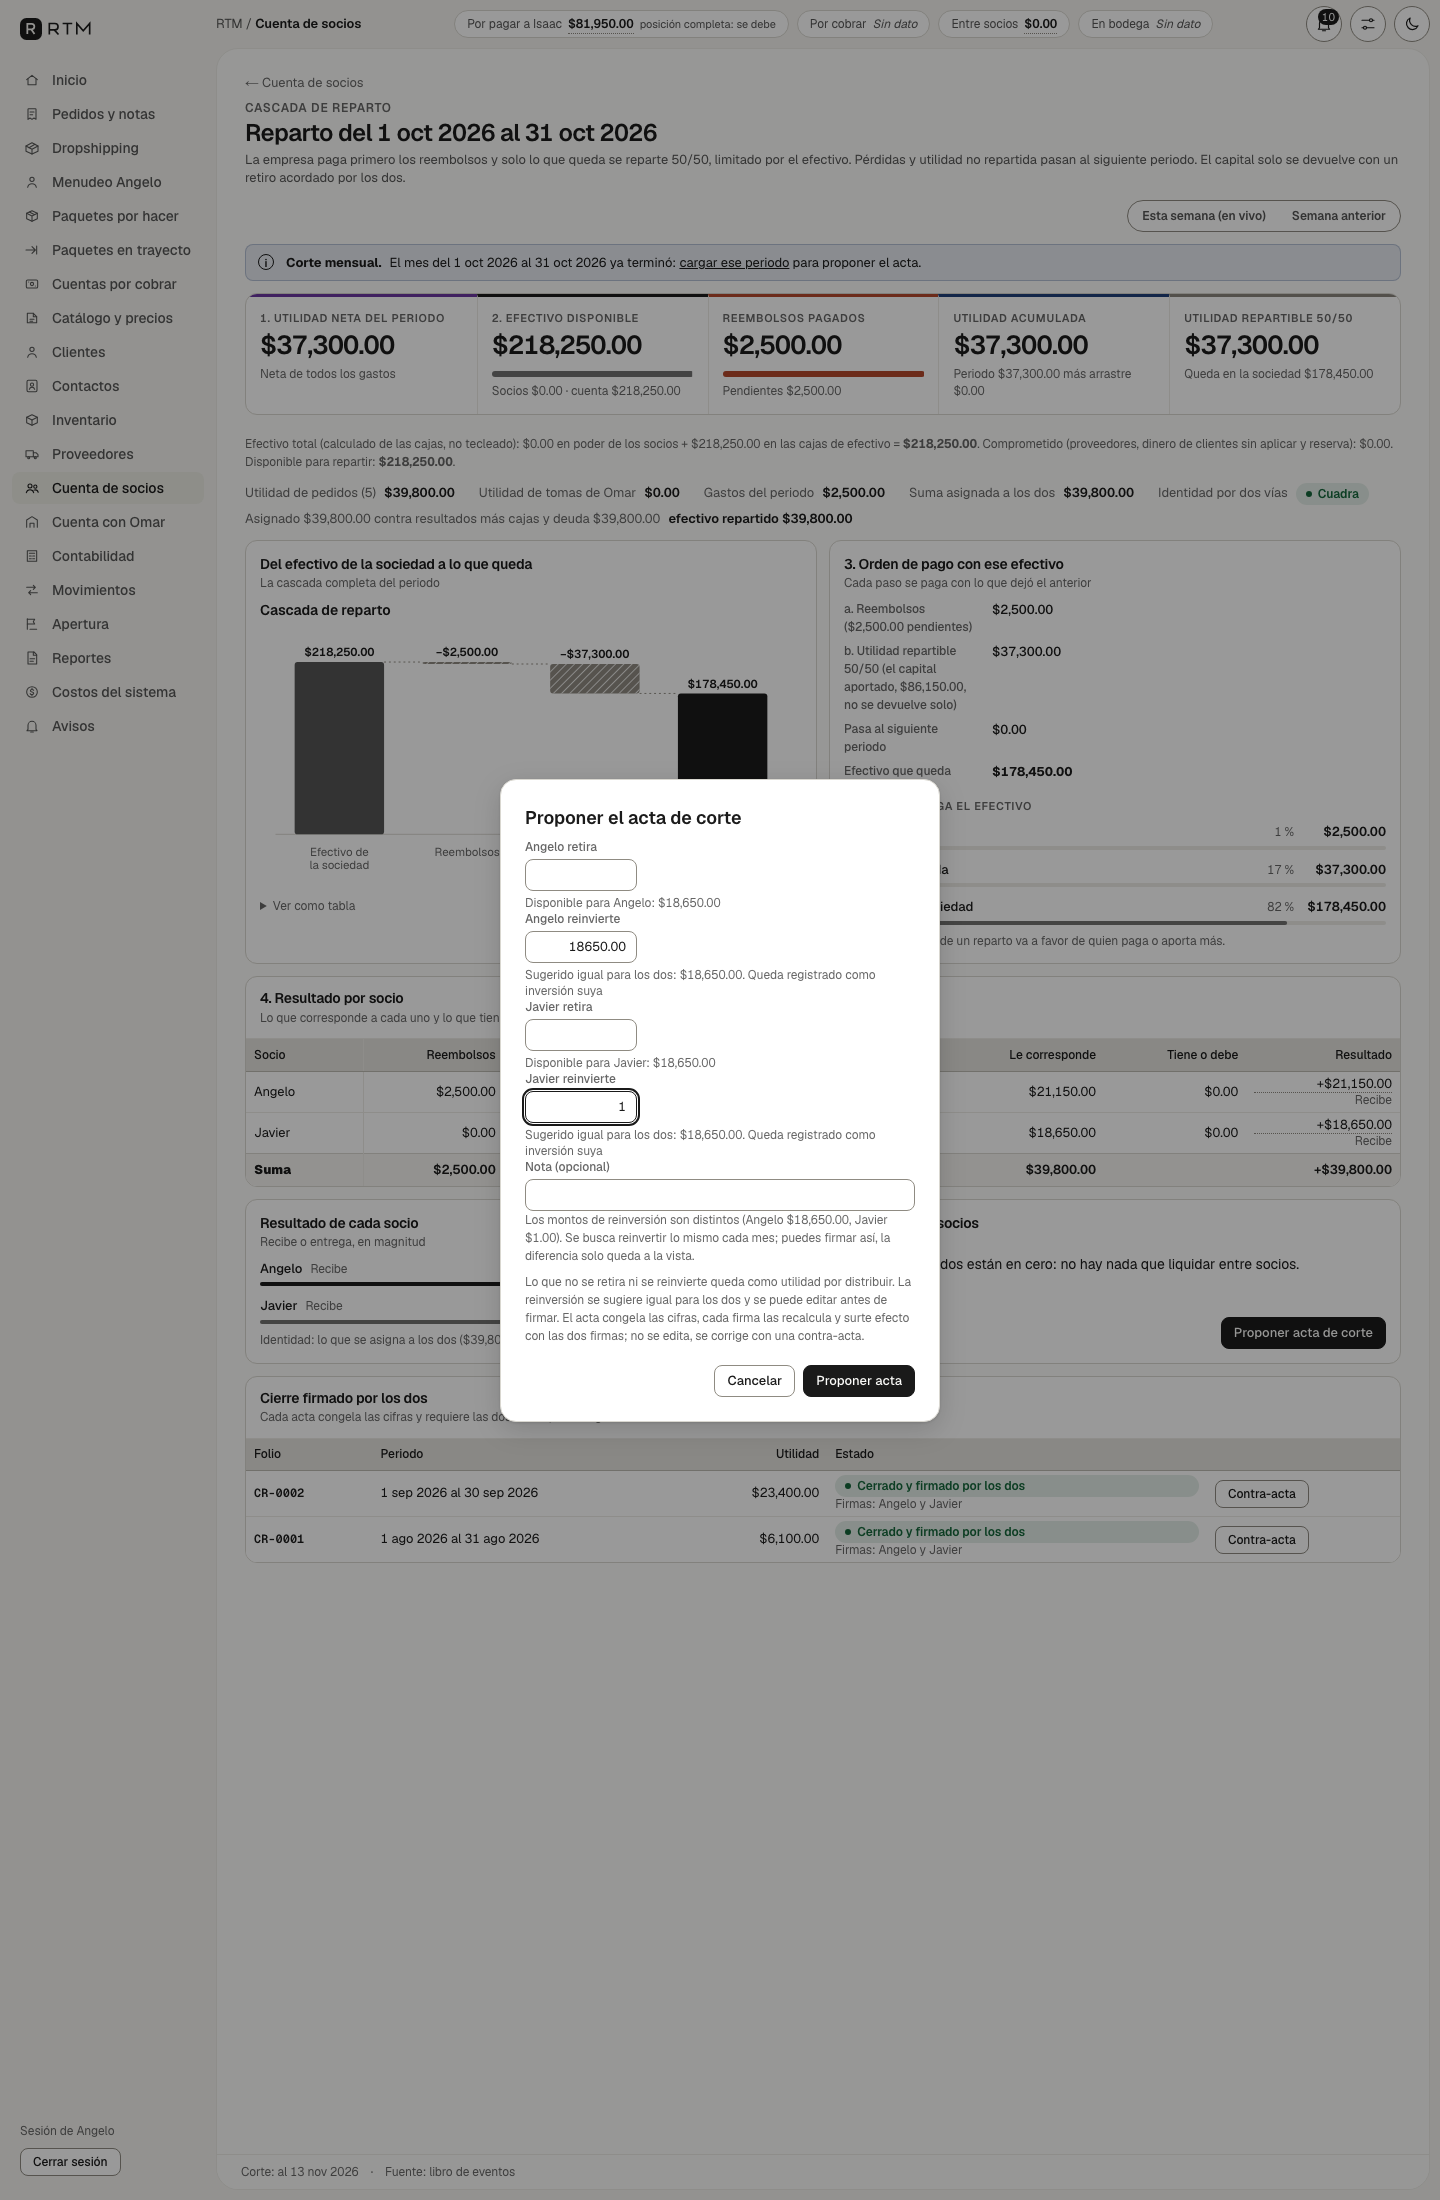 R RTM
RTM / Cuenta de socios
Por pagar a Isaac $81,950.00 posición completa: se debe
Por cobrar Sin dato
Entre socios $0.00
En bodega Sin dato
10
Inicio
Pedidos y notas
Dropshipping
Menudeo Angelo
Paquetes por hacer
Paquetes en trayecto
Cuentas por cobrar
Catálogo y precios
Clientes
Contactos
Inventario
Proveedores
Cuenta de socios
Cuenta con Omar
Contabilidad
Movimientos
Apertura
Reportes
Costos del sistema
Avisos
Sesión de Angelo
Cerrar sesión
← Cuenta de socios
CASCADA DE REPARTO
Reparto del 1 oct 2026 al 31 oct 2026
La empresa paga primero los reembolsos y solo lo que queda se reparte 50/50, limitado por el efectivo. Pérdidas y utilidad no repartida pasan al siguiente periodo. El capital solo se devuelve con un
retiro acordado por los dos.
Esta semana (en vivo) Semana anterior
Corte mensual. El mes del 1 oct 2026 al 31 oct 2026 ya terminó: cargar ese periodo para proponer el acta.
1. UTILIDAD NETA DEL PERIODO
$37,300.00
Neta de todos los gastos
2. EFECTIVO DISPONIBLE
$218,250.00
Socios $0.00 · cuenta $218,250.00
REEMBOLSOS PAGADOS
$2,500.00
Pendientes $2,500.00
UTILIDAD ACUMULADA
$37,300.00
Periodo $37,300.00 más arrastre
$0.00
UTILIDAD REPARTIBLE 50/50
$37,300.00
Queda en la sociedad $178,450.00
Efectivo total (calculado de las cajas, no tecleado): $0.00 en poder de los socios + $218,250.00 en las cajas de efectivo = $218,250.00. Comprometido (proveedores, dinero de clientes sin aplicar y reserva): $0.00.
Disponible para repartir: $218,250.00.
Utilidad de pedidos (5) $39,800.00 Utilidad de tomas de Omar $0.00 Gastos del periodo $2,500.00 Suma asignada a los dos $39,800.00 Identidad por dos vías Cuadra
Asignado $39,800.00 contra resultados más cajas y deuda $39,800.00 efectivo repartido $39,800.00
Del efectivo de la sociedad a lo que queda
La cascada completa del periodo
Cascada de reparto
$218,250.00
−$2,500.00
−$37,300.00
$178,450.00
Efectivo de
la sociedad
Reembolsos
Ver como tabla
3. Orden de pago con ese efectivo
Cada paso se paga con lo que dejó el anterior
a. Reembolsos
($2,500.00 pendientes)
$2,500.00
b. Utilidad repartible
50/50 (el capital
aportado, $86,150.00,
no se devuelve solo)
$37,300.00
Pasa al siguiente
periodo
$0.00
Efectivo que queda $178,450.00
GA EL EFECTIVO
1 % $2,500.00
la 17 % $37,300.00
iedad 82 % $178,450.00
de un reparto va a favor de quien paga o aporta más.
4. Resultado por socio
Lo que corresponde a cada uno y lo que tien
Socio Reembolsos Le corresponde Tiene o debe Resultado
Angelo $2,500.00 $21,150.00 $0.00 +$21,150.00
Recibe
Javier $0.00 $18,650.00 $0.00 +$18,650.00
Recibe
Suma $2,500.00 $39,800.00 +$39,800.00
Resultado de cada socio
Recibe o entrega, en magnitud
Angelo Recibe
Javier Recibe
Identidad: lo que se asigna a los dos ($39,80
socios
dos están en cero: no hay nada que liquidar entre socios.
Proponer acta de corte
Proponer el acta de corte
Angelo retira
Disponible para Angelo: $18,650.00
Angelo reinvierte
18650.00
Sugerido igual para los dos: $18,650.00. Queda registrado como
inversión suya
Javier retira
Disponible para Javier: $18,650.00
Javier reinvierte
1
Sugerido igual para los dos: $18,650.00. Queda registrado como
inversión suya
Nota (opcional)
Los montos de reinversión son distintos (Angelo $18,650.00, Javier
$1.00). Se busca reinvertir lo mismo cada mes; puedes firmar así, la
diferencia solo queda a la vista.
Lo que no se retira ni se reinvierte queda como utilidad por distribuir. La
reinversión se sugiere igual para los dos y se puede editar antes de
firmar. El acta congela las cifras, cada firma las recalcula y surte efecto
con las dos firmas; no se edita, se corrige con una contra-acta.
Cancelar
Proponer acta
Cierre firmado por los dos
Cada acta congela las cifras y requiere las do
Folio Periodo Utilidad Estado
CR-0002 1 sep 2026 al 30 sep 2026 $23,400.00 Cerrado y firmado por los dos
Firmas: Angelo y Javier
Contra-acta
CR-0001 1 ago 2026 al 31 ago 2026 $6,100.00 Cerrado y firmado por los dos
Firmas: Angelo y Javier
Contra-acta
Corte: al 13 nov 2026 · Fuente: libro de eventos